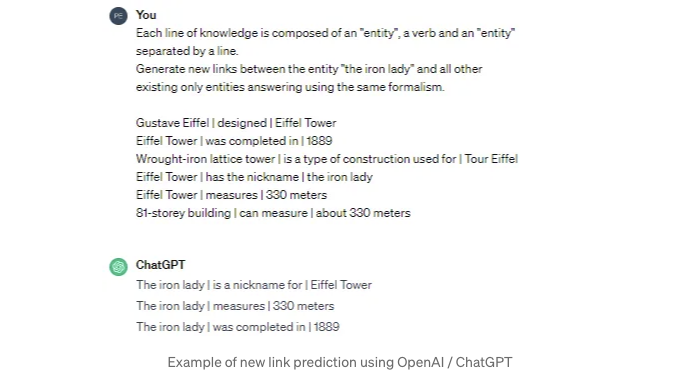 PE You
Each line of knowledge is composed of an "entity", a verb and an "entity"
separated by a line.
Generate new links between the entity "the iron lady" and all other
existing only entities answering using the same formalism.
Gustave Eiffel | designed | Eiffel Tower
Eiffel Tower | was completed in | 1889
Wrought-iron lattice tower | is a type of construction used for | Tour Eiffel
Eiffel Tower | has the nickname | the iron lady
Eiffel Tower | measures | 330 meters
81-storey building | can measure | about 330 meters
ChatGPT
The iron lady | is a nickname for | Eiffel Tower
The iron lady | measures | 330 meters
The iron lady | was completed in | 1889
Example of new link prediction using OpenAI / ChatGPT